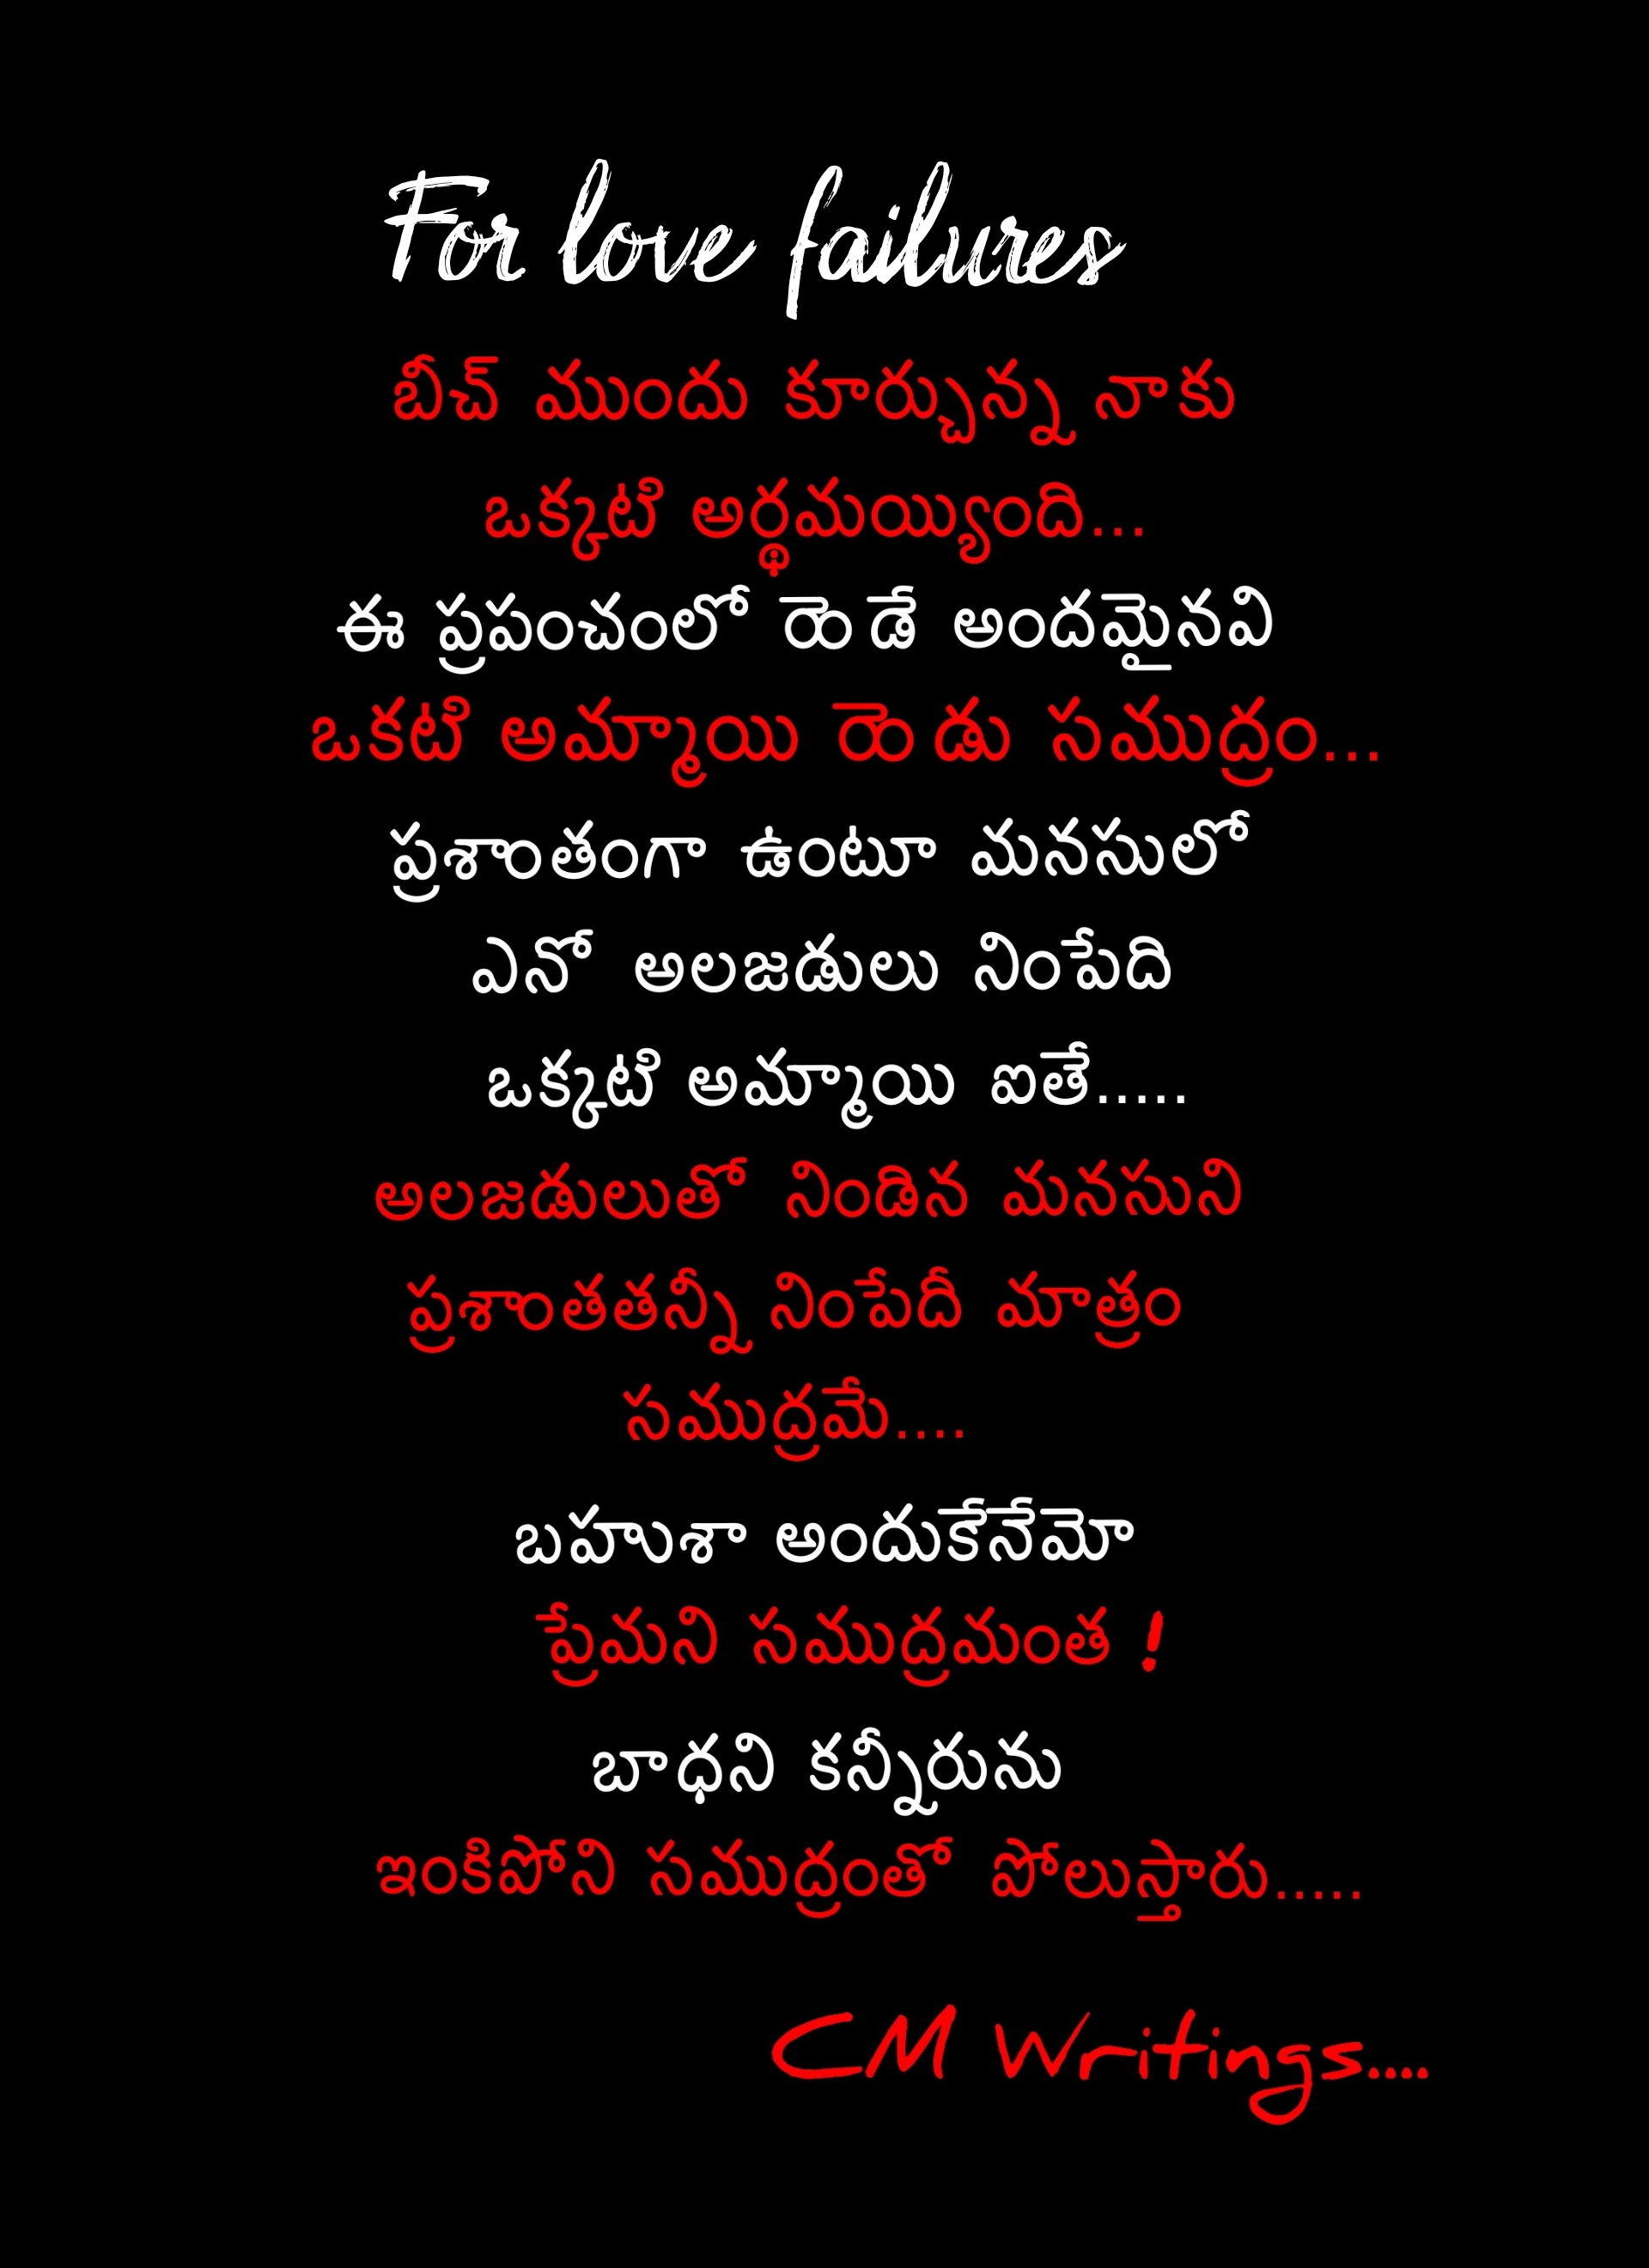 For love failures
బీచ్ ముందు కూర్చున్న నాకు
ఒక్కటి అర్థమయ్యింది...
ఈ ప్రపంచంలో రెండే అందమైనవి
ఒకటి అమ్మాయి రెండు సముద్రం...
ప్రశాంతంగా ఉంటూ మనసులో
ఎనో అలజడులు నింపేది
ఒక్కటి అమ్మాయి ఐతే.....
అలజడులుతో నిండిన మనసుని
ప్రశాంతతన్నీ నింపేదీ మాత్రం
సముద్రమే....
బహుశా అందుకేనేమో
ప్రేమని సముద్రమంత !
బాధని కన్నీరును
ఇంకిపోని సముద్రంతో పోలుస్తారు.....
CM Writings....